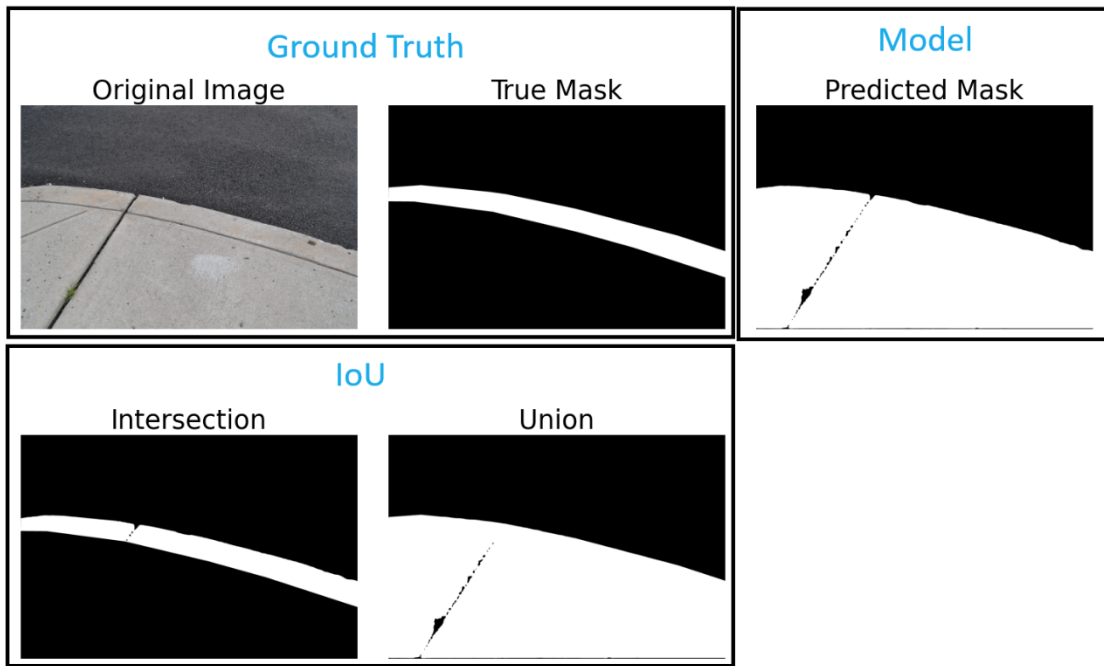 Ground Truth
Original Image
True Mask
Model
Predicted Mask
IoU
Intersection
Union